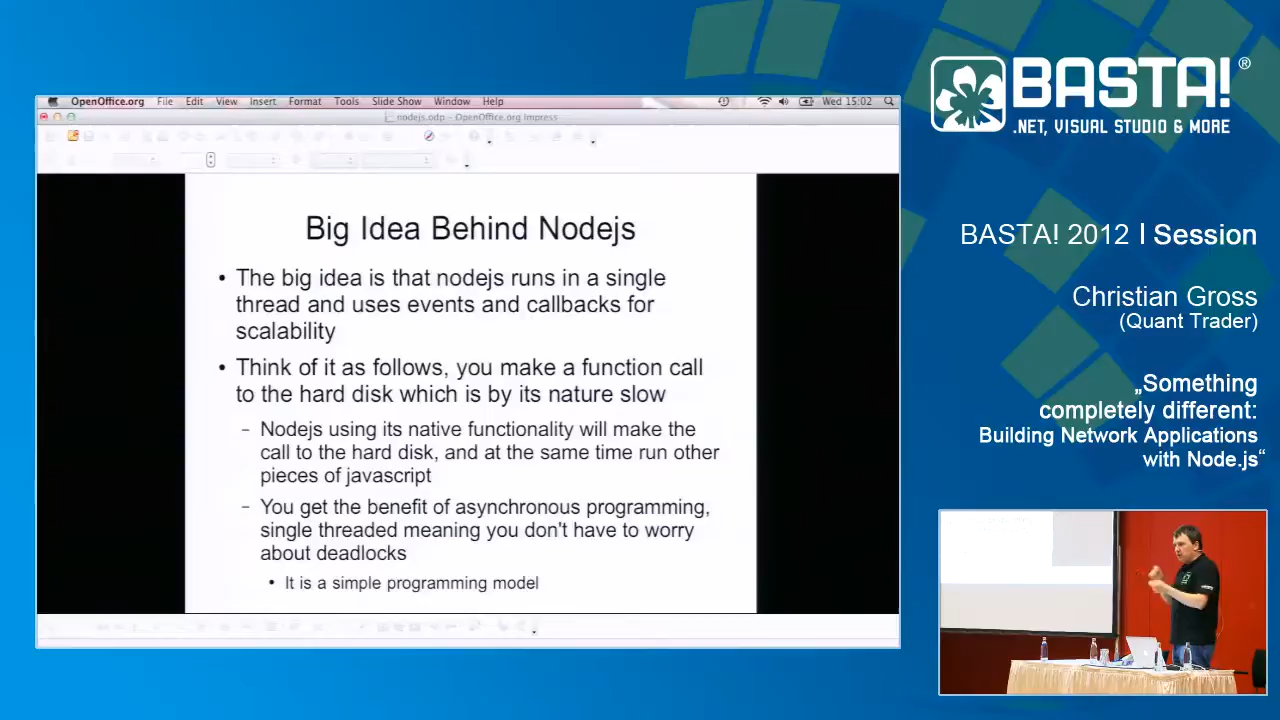 OpenOffice.org File Edit View Insert Format Tools Slide Show Window Help Wed 15:02
nodejs.odp - OpenOffice.org Impress
Big Idea Behind Nodejs
• The big idea is that nodejs runs in a single
thread and uses events and callbacks for
scalability
• Think of it as follows, you make a function call
to the hard disk which is by its nature slow
– Nodejs using its native functionality will make the
call to the hard disk, and at the same time run other
pieces of javascript
– You get the benefit of asynchronous programming,
single threaded meaning you don't have to worry
about deadlocks
• It is a simple programming model
BASTA!®
.NET, VISUAL STUDIO & MORE
BASTA! 2012 | Session
Christian Gross
(Quant Trader)
„Something
completely different:
Building Network Applications
with Node.js“